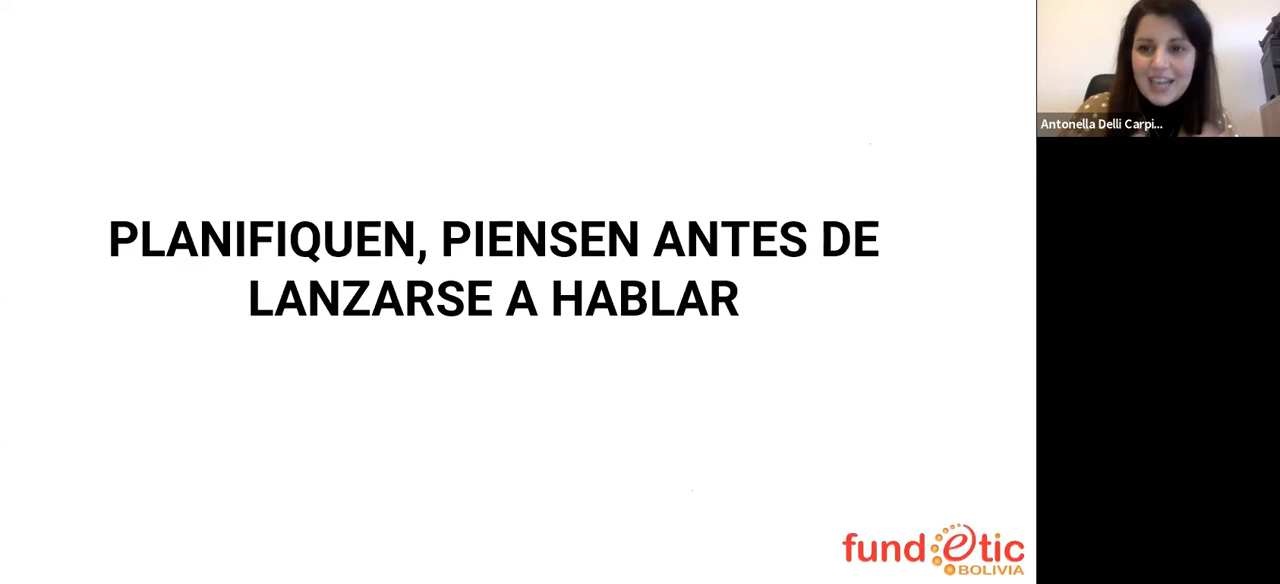 Antonella Delli Carpi...
PLANIFIQUEN, PIENSEN ANTES DE
LANZARSE A HABLAR
fundetic
BOLIVIA